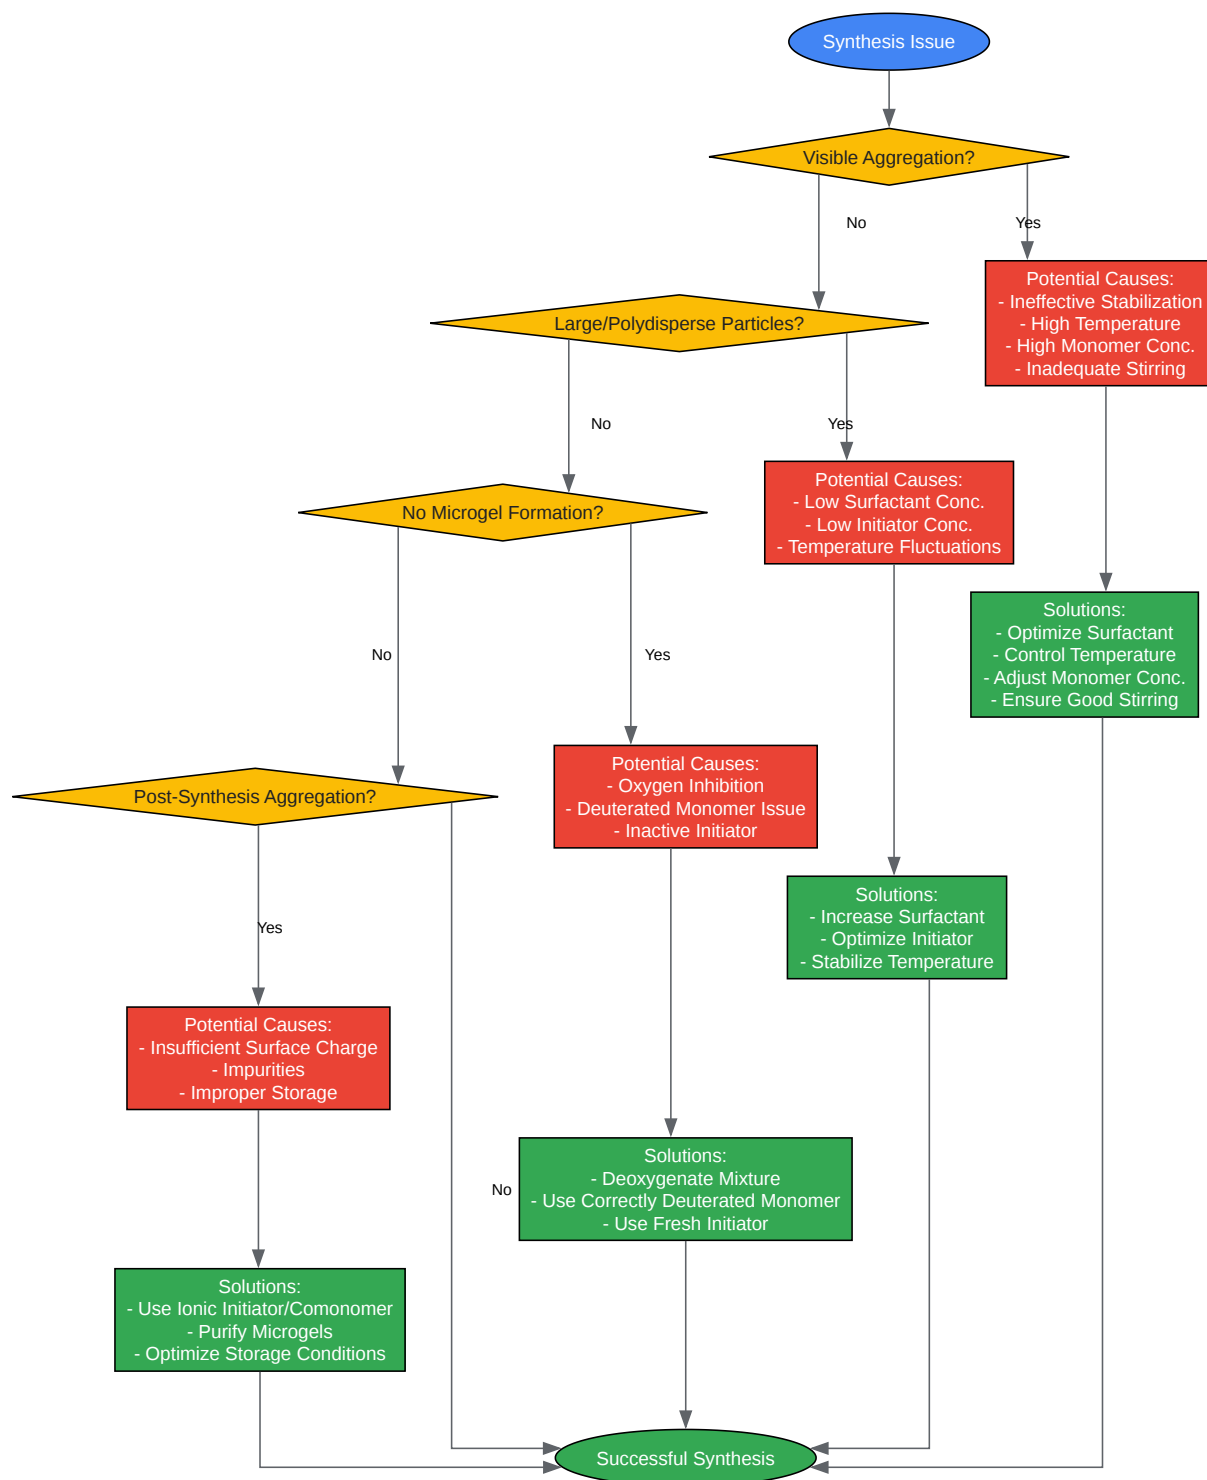 Synthesis Issue
Visible Aggregation?
No
Yes
Potential Causes:
- Ineffective Stabilization
- High Temperature
- High Monomer Conc.
- Inadequate Stirring
Large/Polydisperse Particles?
No
Yes
Potential Causes:
- Low Surfactant Conc.
- Low Initiator Conc.
- Temperature Fluctuations
No Microgel Formation?
Solutions:
- Optimize Surfactant
- Control Temperature
- Adjust Monomer Conc.
- Ensure Good Stirring
No
Yes
Potential Causes:
- Oxygen Inhibition
- Deuterated Monomer Issue
- Inactive Initiator
Post-Synthesis Aggregation?
Solutions:
- Increase Surfactant
- Optimize Initiator
- Stabilize Temperature
Yes
Potential Causes:
- Insufficient Surface Charge
- Impurities
- Improper Storage
No
Solutions:
- Deoxygenate Mixture
- Use Correctly Deuterated Monomer
- Use Fresh Initiator
Solutions:
- Use Ionic Initiator/Comonomer
- Purify Microgels
- Optimize Storage Conditions
Successful Synthesis